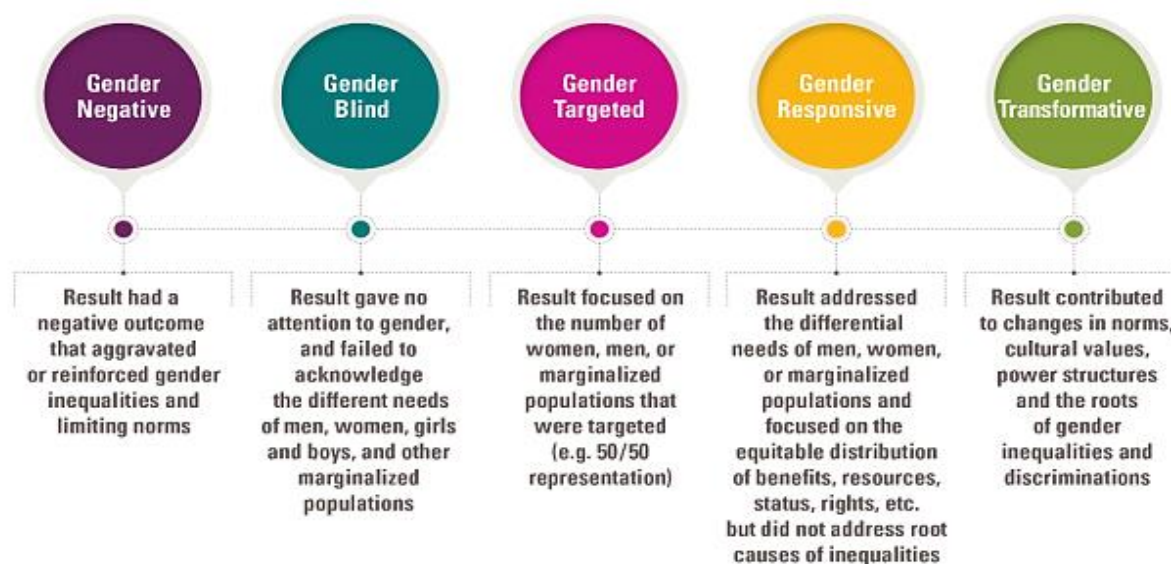 Gender
Negative
Gender
Blind
Gender
Targeted
Gender
Responsive
Gender
Transformative
Result had a
negative outcome
that aggravated
or reinforced gender
inequalities and
limiting norms
Result gave no
attention to gender,
and failed to
acknowledge
the different needs
of men, women, girls
and boys, and other
marginalized
populations
Result focused on
the number of
women, men, or
marginalized
populations that
were targeted
(e.g. 50/50
representation)
Result addressed
the differential
needs of men, women,
or marginalized
populations and
focused on the
equitable distribution
of benefits, resources,
status, rights, etc.
but did not address root
causes of inequalities
Result contributed
to changes in norms,
cultural values,
power structures
and the roots
of gender
inequalities and
discriminations